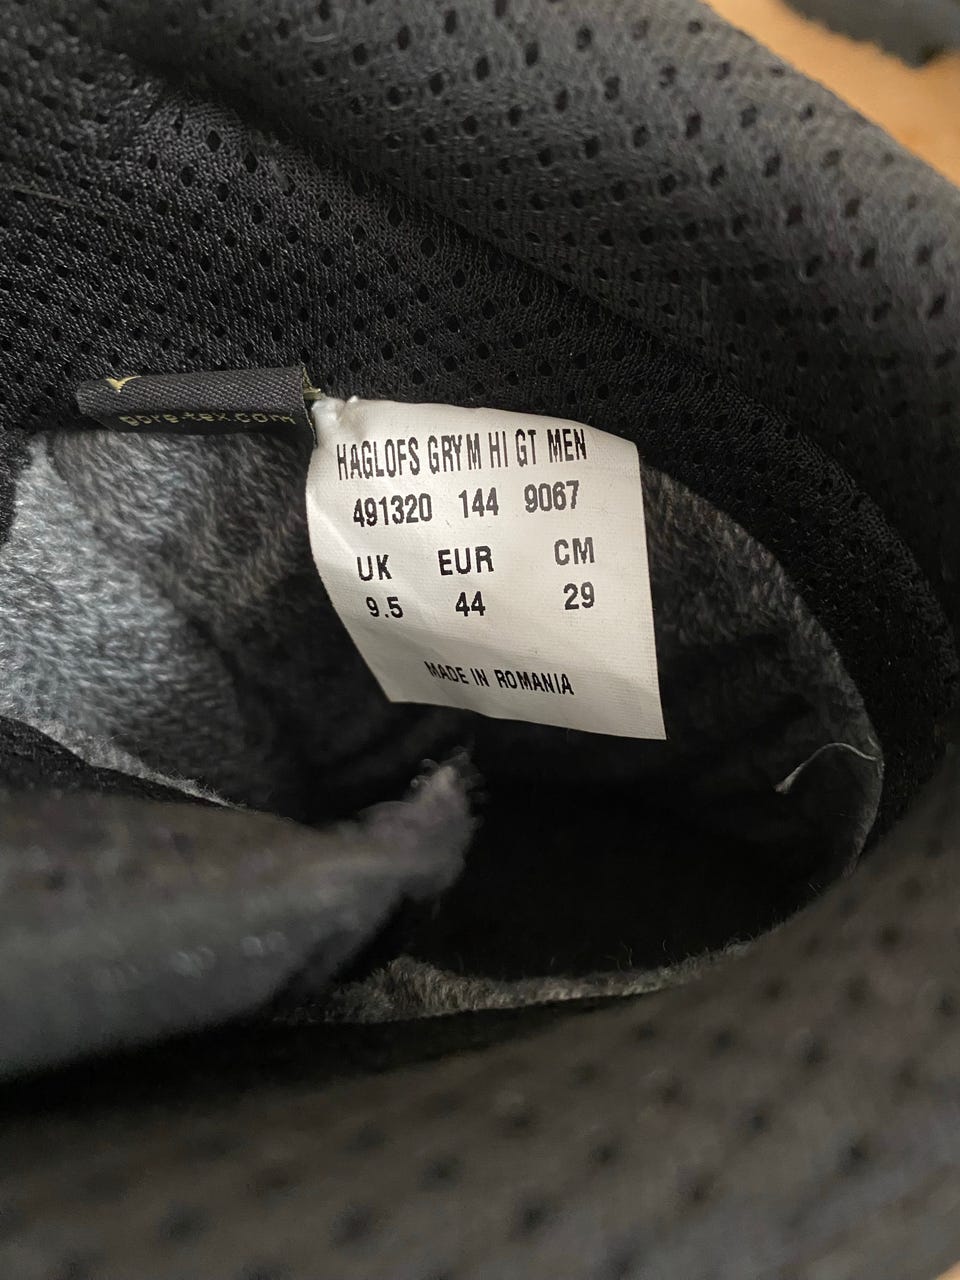 gore-tex.com
HAGLOFS GRYM HI GT MEN
491320 144 9067
UK EUR CM
9.5 44 29
MADE IN ROMANIA